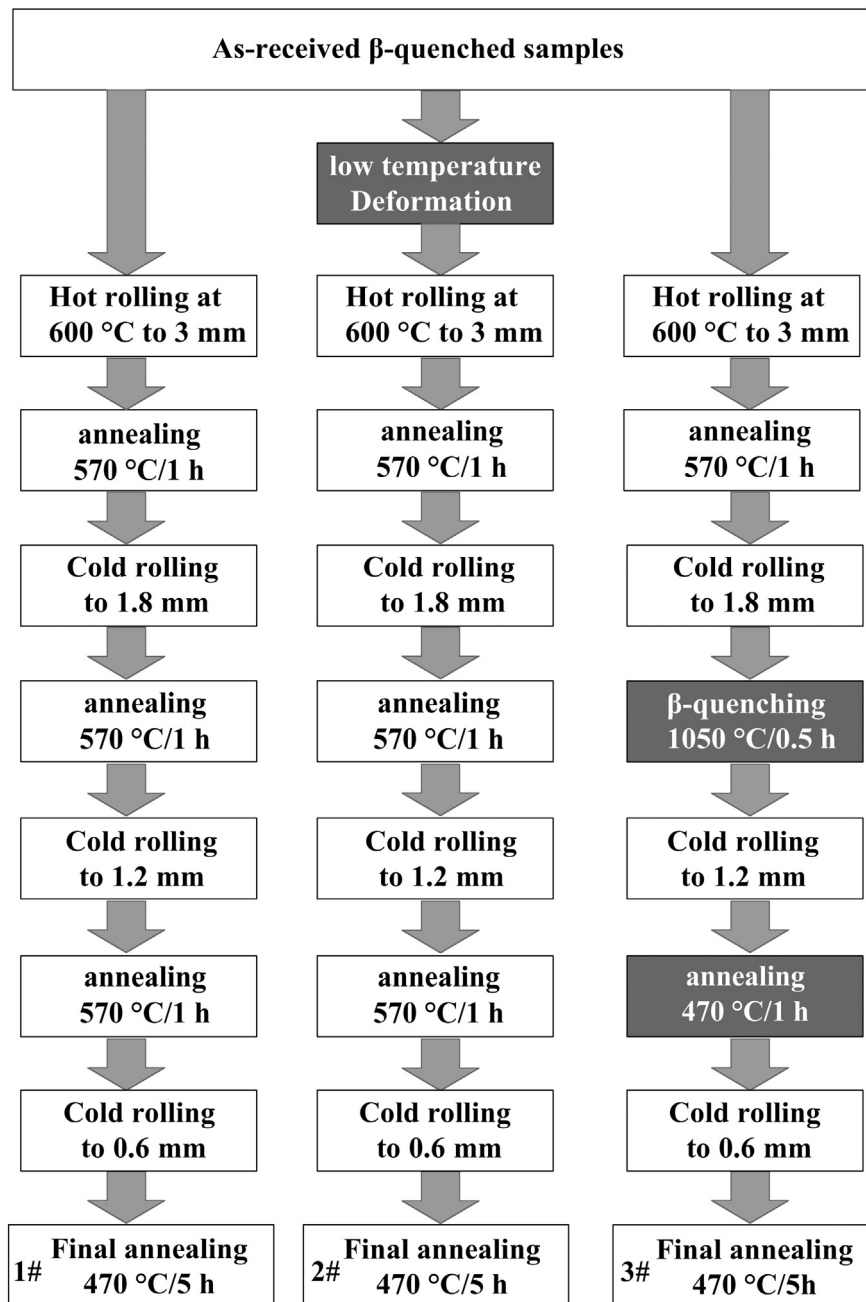 As-received β-quenched samples
low temperature
Deformation
Hot rolling at
600 °C to 3 mm
Hot rolling at
600 °C to 3 mm
Hot rolling at
600 °C to 3 mm
annealing
570 °C/1 h
annealing
570 °C/1 h
annealing
570 °C/1 h
Cold rolling
to 1.8 mm
Cold rolling
to 1.8 mm
Cold rolling
to 1.8 mm
annealing
570 °C/1 h
annealing
570 °C/1 h
β-quenching
1050 °C/0.5 h
Cold rolling
to 1.2 mm
Cold rolling
to 1.2 mm
Cold rolling
to 1.2 mm
annealing
570 °C/1 h
annealing
570 °C/1 h
annealing
470 °C/1 h
Cold rolling
to 0.6 mm
Cold rolling
to 0.6 mm
Cold rolling
to 0.6 mm
1# Final annealing
470 °C/5 h
2# Final annealing
470 °C/5 h
3# Final annealing
470 °C/5h